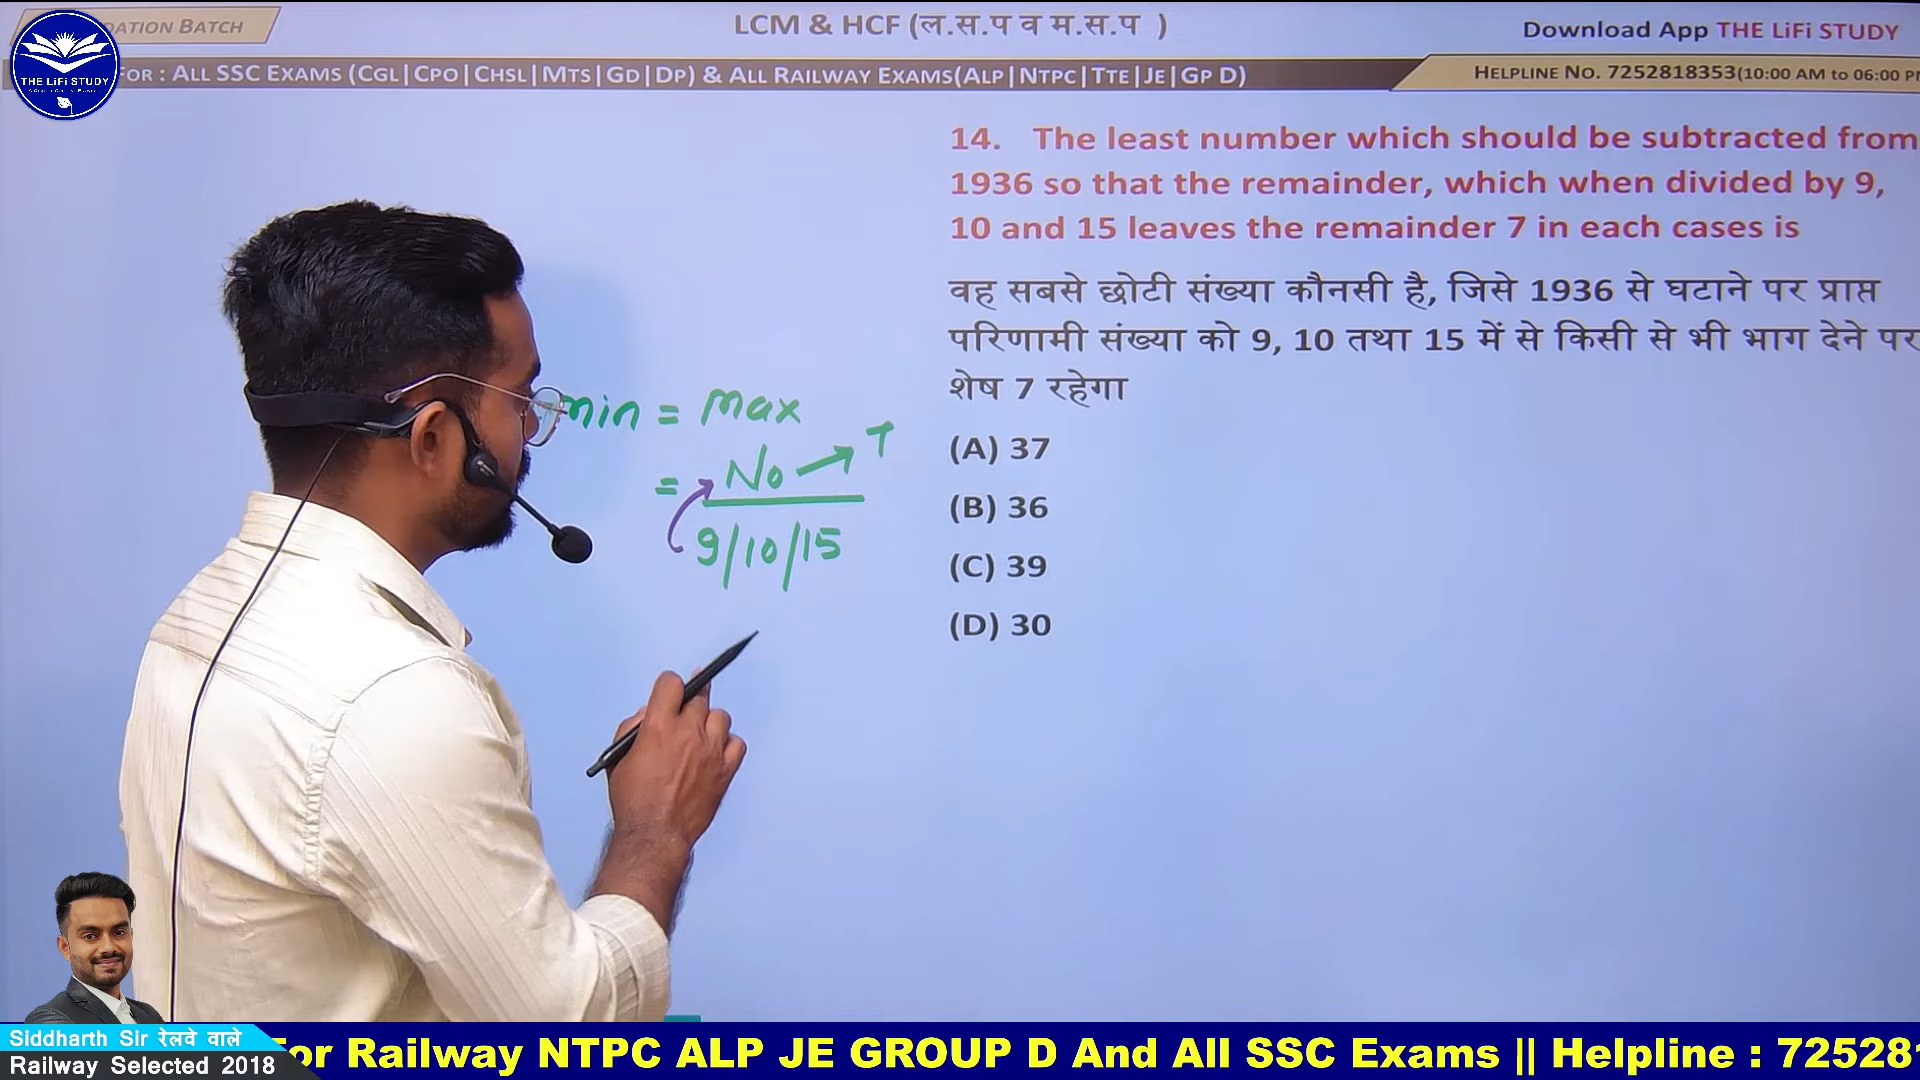 DATION BATCH
THE LIFI STUDY
LCM & HCF (ल.स.प व म.स.प )
Download App THE LiFi STUDY
FOR : ALL SSC EXAMS (CGL|CPO|CHSL|MTS|GD|DP) & ALL RAILWAY EXAMS(ALP|NTPC|TTE|JE|GP D)
HELPLINE NO. 7252818353(10:00 AM to 06:00 P
14. The least number which should be subtracted from
1936 so that the remainder, which when divided by 9,
10 and 15 leaves the remainder 7 in each cases is
वह सबसे छोटी संख्या कौनसी है, जिसे 1936 से घटाने पर प्राप्त
परिणामी संख्या को 9, 10 तथा 15 में से किसी से भी भाग देने पर
शेष 7 रहेगा
(A) 37
(B) 36
(C) 39
(D) 30
min = max
= No → 7
9/10/15
Siddharth Sir रेलवे वाले
Railway Selected 2018
For Railway NTPC ALP JE GROUP D And All SSC Exams || Helpline : 72528